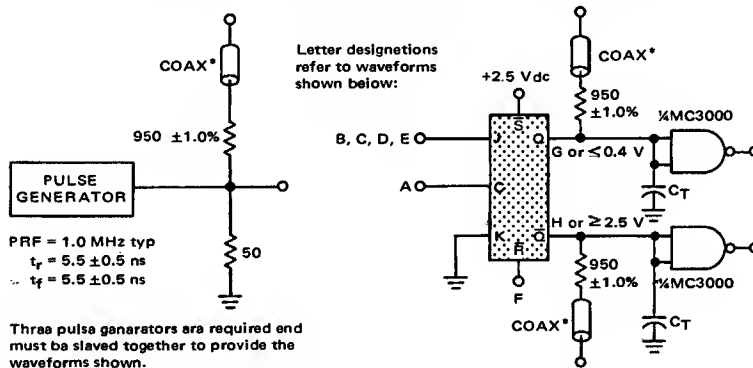 COAX*
950 ±1.0%
PULSE
GENERATOR
PRF = 1.0 MHz typ
tr = 5.5 ±0.5 ns
tf = 5.5 ±0.5 ns
50
Thraa pulsa ganarators ara required end
must ba slaved together to provide the
waveforms shown.
Letter designetions
refer to waveforms
shown below:
+2.5 Vdc
COAX*
950
±1.0%
¼MC3000
B, C, D, E
J
S̅
Q
G or ≤ 0.4 V
CT
A
C
H or ≥ 2.5 V
K
R̅
Q̅
F
950
±1.0%
¼MC3000
COAX*
CT